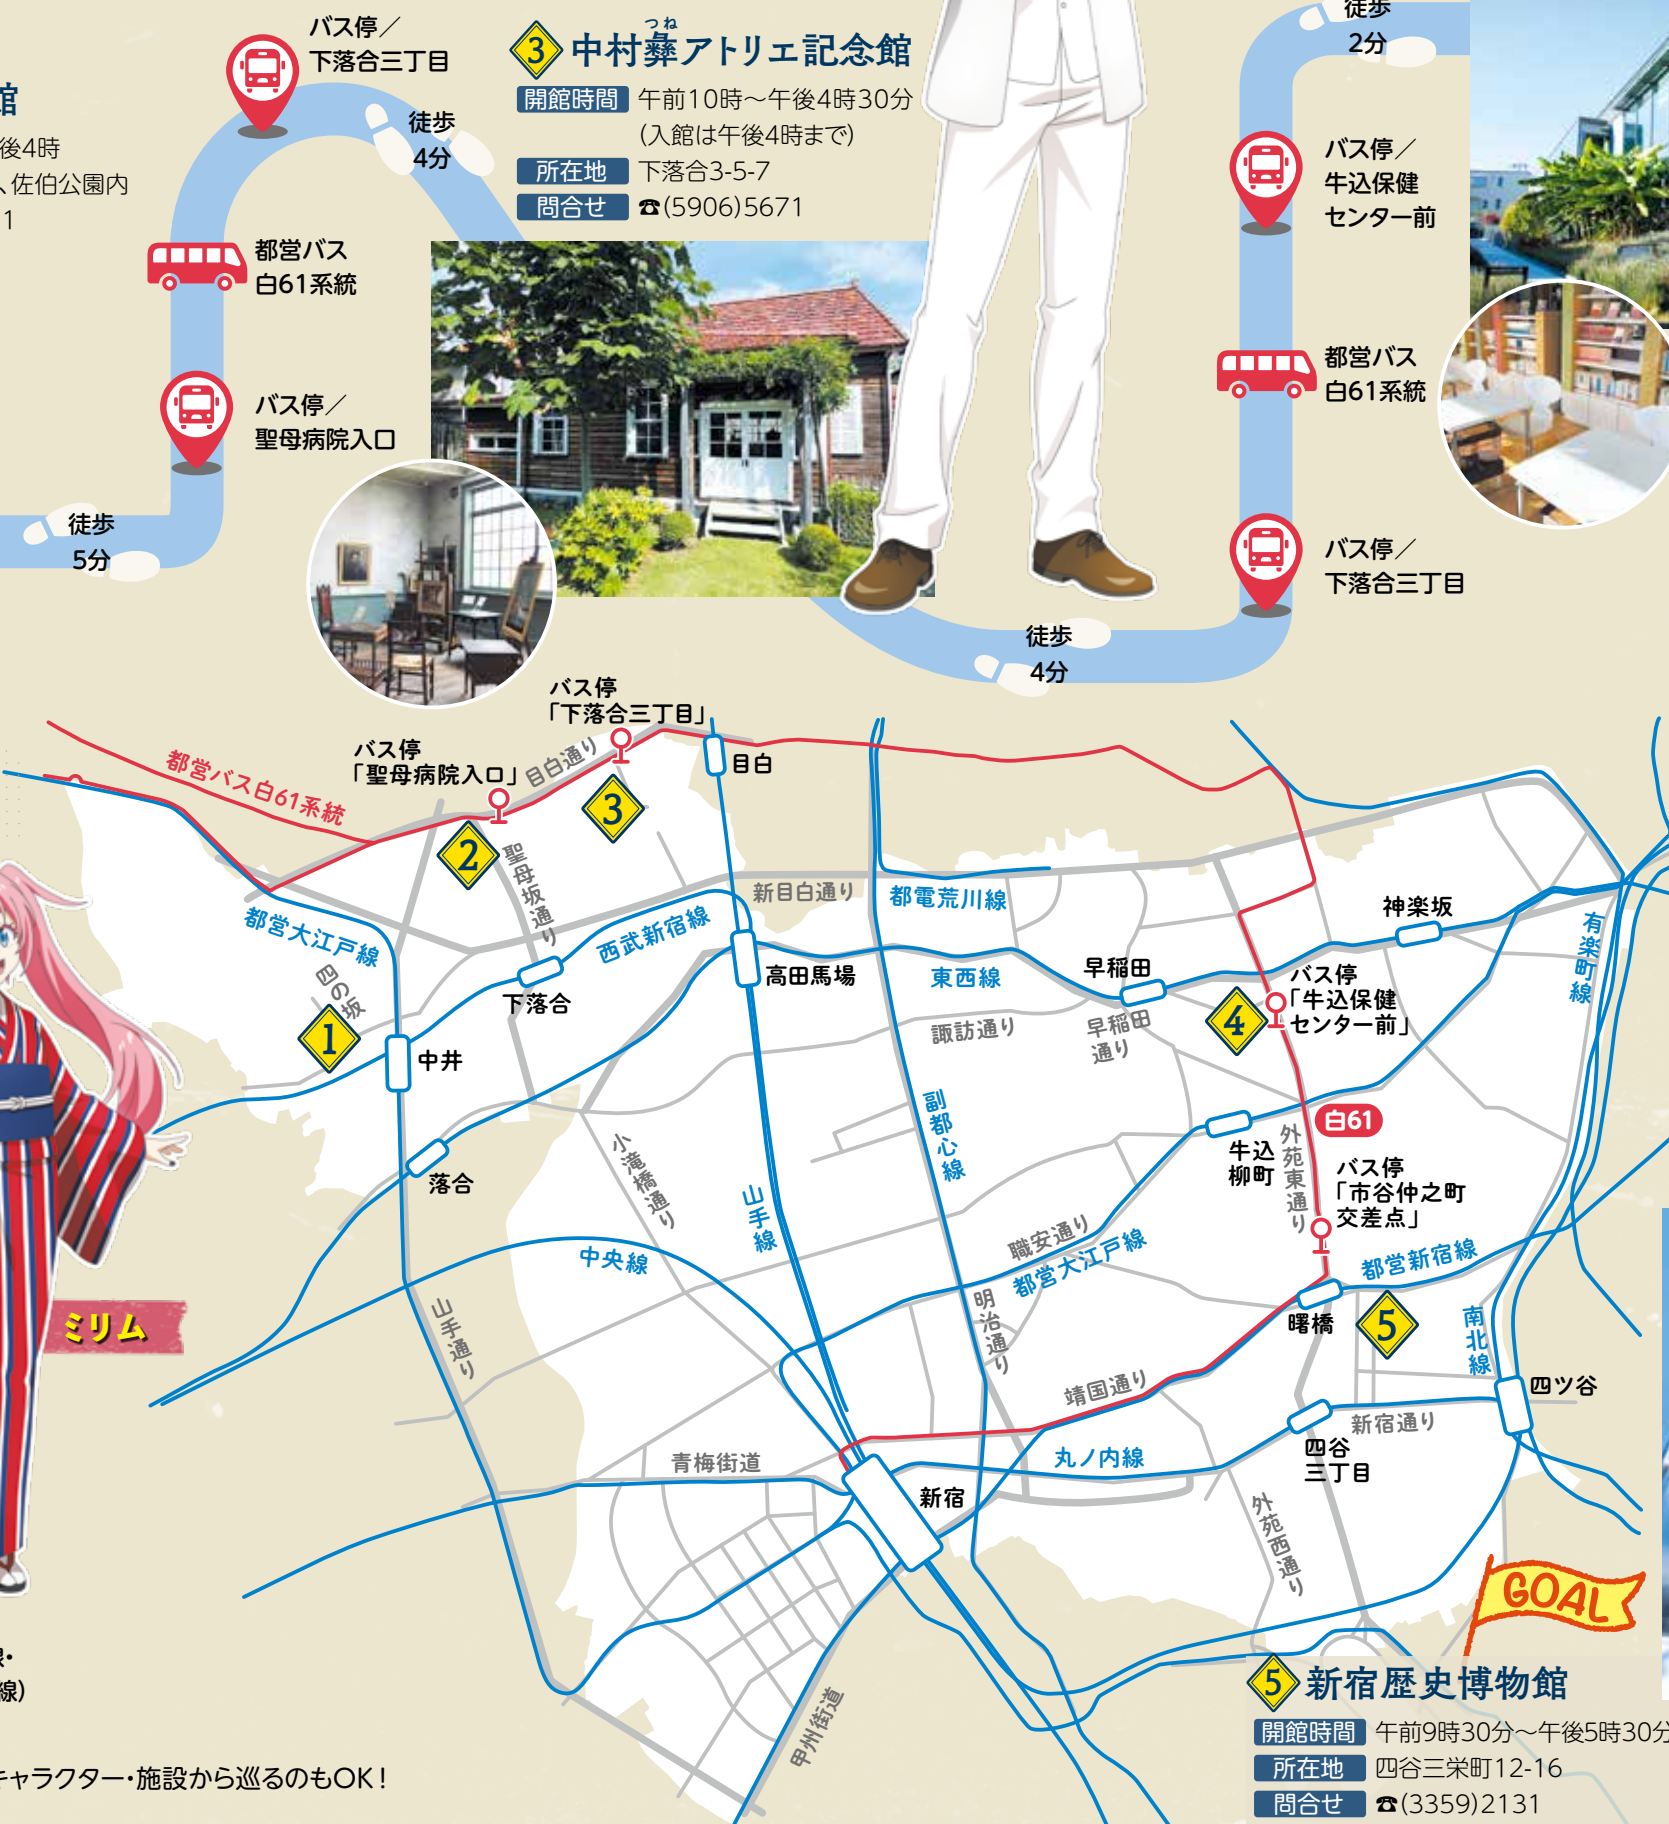 館
後4時
、佐伯公園内
1
バス停／
下落合三丁目
徒歩
4分
都営バス
白61系統
バス停／
聖母病院入口
徒歩
5分
3 中村彝アトリエ記念館
つね
開館時間 午前10時～午後4時30分
(入館は午後4時まで)
所在地 下落合3-5-7
問合せ ☎(5906)5671
徒歩
2分
バス停／
牛込保健
センター前
都営バス
白61系統
バス停／
下落合三丁目
徒歩
4分
バス停
「下落合三丁目」
バス停
「聖母病院入口」
目白通り
目白
都営バス白61系統
3
2
聖母坂通り
新目白通り
都電荒川線
都営大江戸線
西武新宿線
神楽坂
有楽町線
四の坂
下落合
高田馬場
東西線
早稲田
バス停
「牛込保健
センター前」
1
4
中井
諏訪通り
早稲田
通り
副都心線
白61
牛込
柳町
外苑東通り
バス停
「市谷仲之町
交差点」
小滝橋通り
落合
山手線
中央線
職安通り
都営大江戸線
都営新宿線
ミリム
山手通り
明治通り
曙橋
5
南北線
靖国通り
四ツ谷
新宿通り
青梅街道
丸ノ内線
四谷
三丁目
新宿
外苑西通り
甲州街道
GOAL
線・
線)
キャラクター・施設から巡るのもOK！
5 新宿歴史博物館
開館時間 午前9時30分～午後5時30分
所在地 四谷三栄町12-16
問合せ ☎(3359)2131